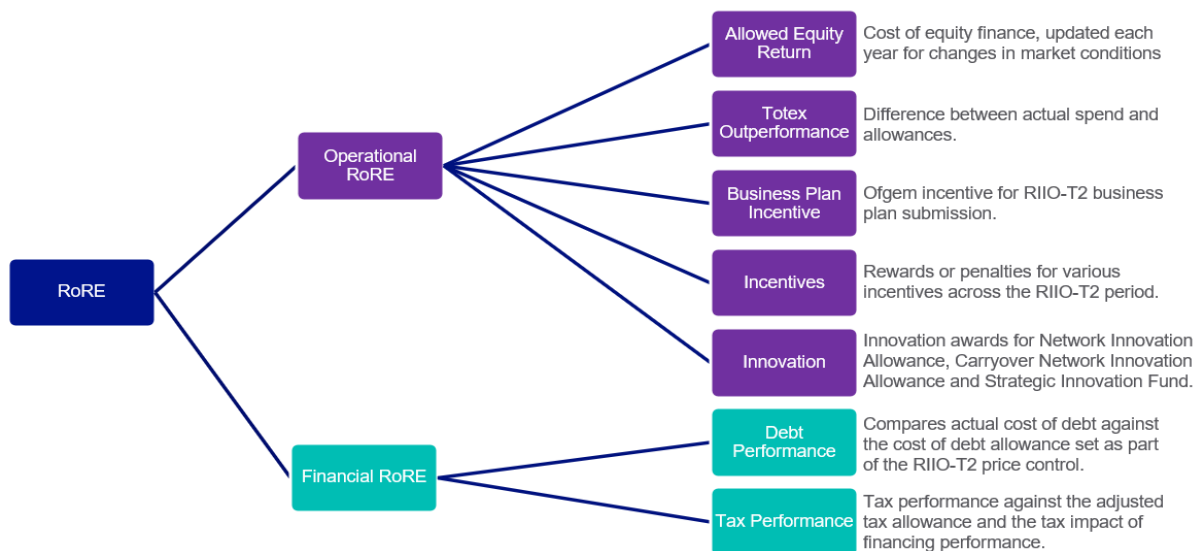 RoRE
Operational
RoRE
Financial RoRE
Allowed Equity
Return
Cost of equity finance, updated each
year for changes in market conditions
Totex
Outperformance
Difference between actual spend and
allowances.
Business Plan
Incentive
Ofgem incentive for RIIO-T2 business
plan submission.
Incentives
Rewards or penalties for various
incentives across the RIIO-T2 period.
Innovation
Innovation awards for Network Innovation
Allowance, Carryover Network Innovation
Allowance and Strategic Innovation Fund.
Debt
Performance
Compares actual cost of debt against
the cost of debt allowance set as part
of the RIIO-T2 price control.
Tax Performance
Tax performance against the adjusted
tax allowance and the tax impact of
financing performance.